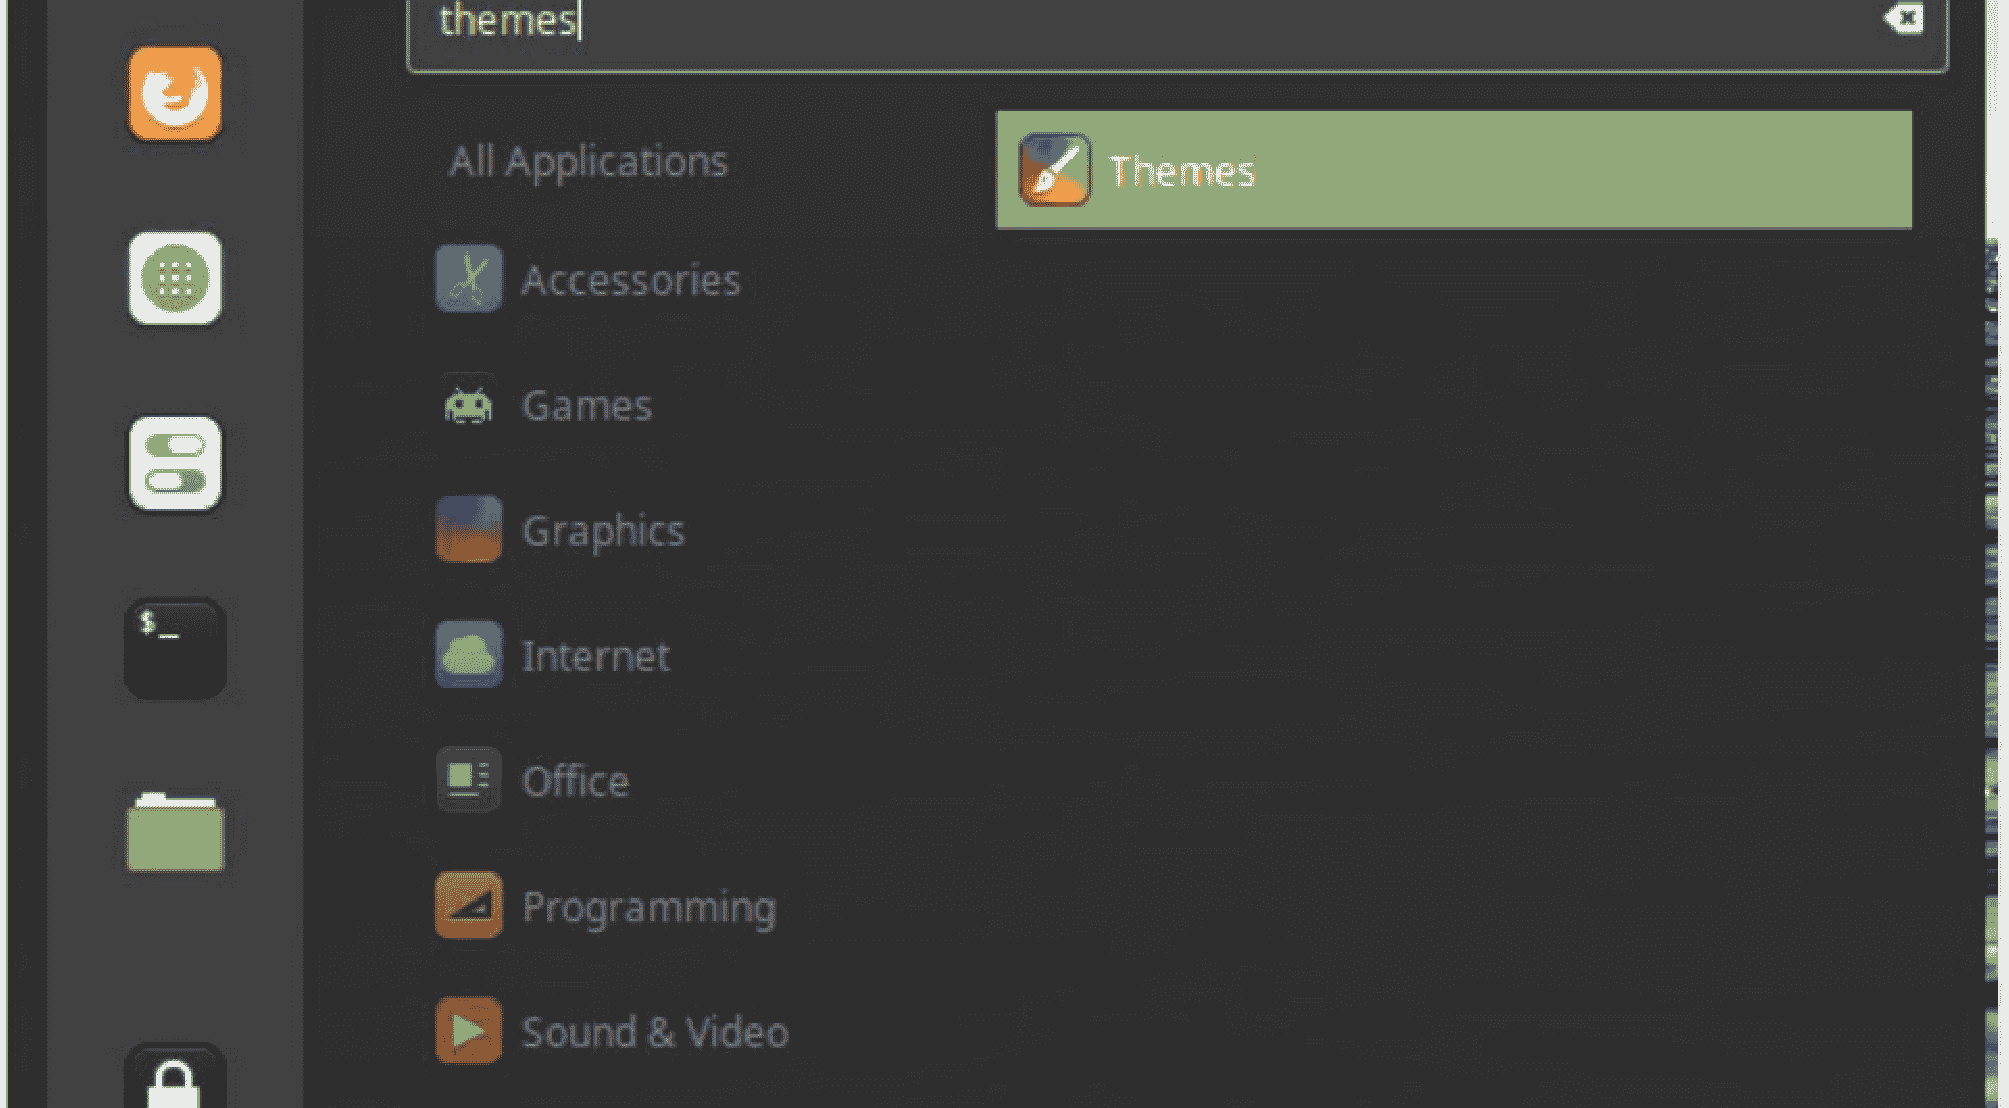 themes
All Applications
Themes
Accessories
Games
Graphics
$_
Internet
Office
Programming
Sound & Video